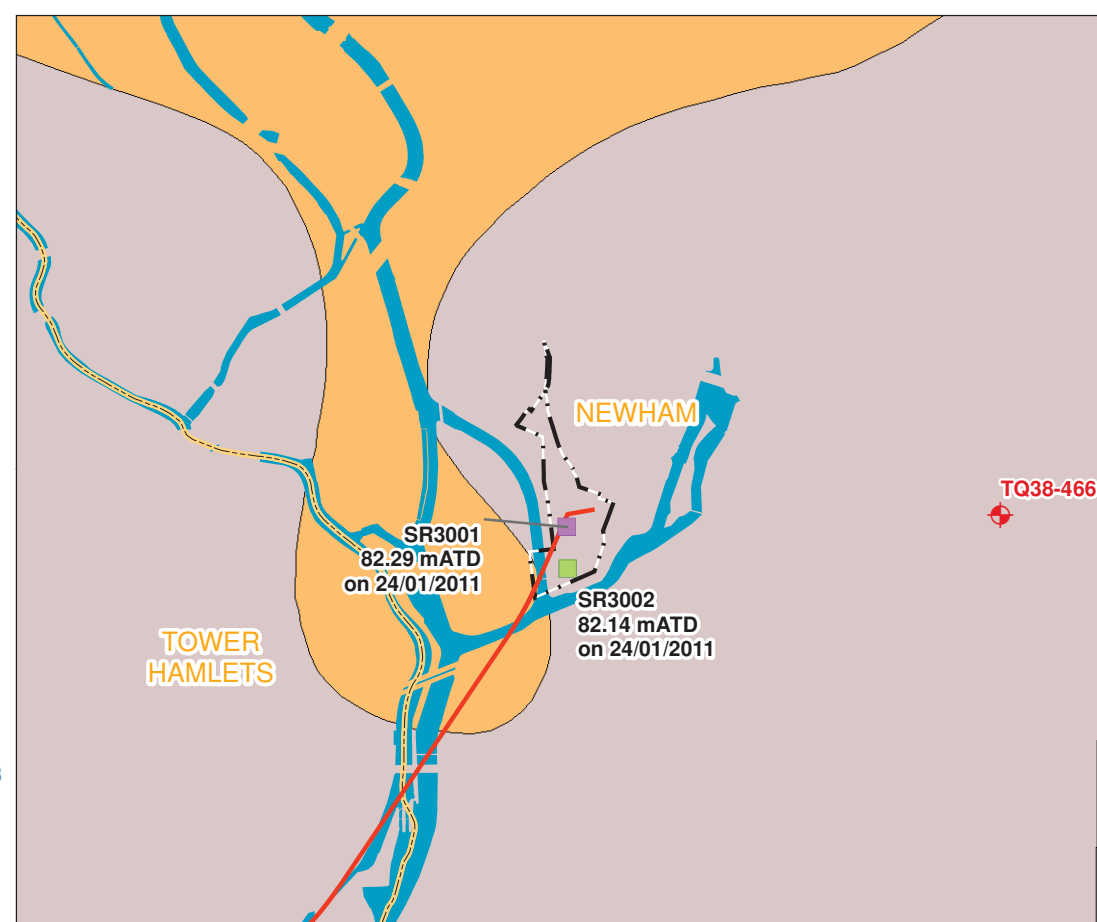 NEWHAM
TQ38-466
SR3001
82.29 mATD
on 24/01/2011
SR3002
82.14 mATD
on 24/01/2011
TOWER
HAMLETS